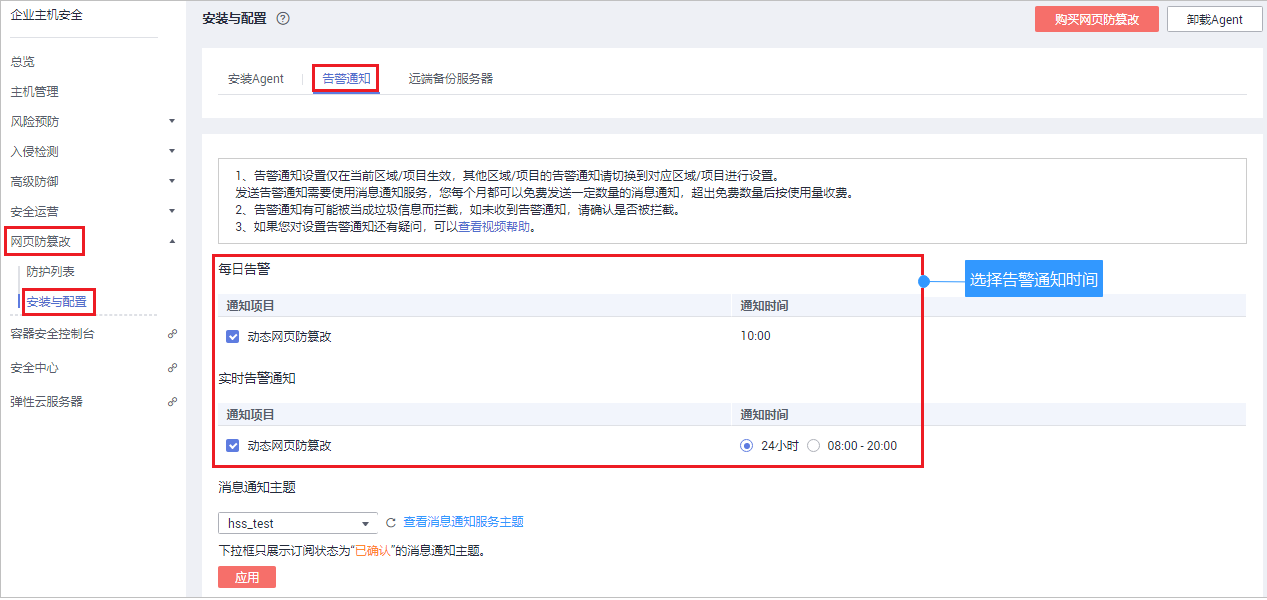 企业主机安全
总览
主机管理
风险预防
入侵检测
高级防御
安全运营
网页防篡改
防护列表
安装与配置
容器安全控制台
安全中心
弹性云服务器
安装与配置 ?
购买网页防篡改
卸载Agent
安装Agent
告警通知
远端备份服务器
1、告警通知设置仅在当前区域/项目生效，其他区域/项目的告警通知请切换到对应区域/项目进行设置。
发送告警通知需要使用消息通知服务，您每个月都可以免费发送一定数量的消息通知，超出免费数量后按使用量收费。
2、告警通知有可能被当成垃圾信息而拦截，如未收到告警通知，请确认是否被拦截。
3、如果您对设置告警通知还有疑问，可以查看视频帮助。
每日告警
选择告警通知时间
通知项目 通知时间
动态网页防篡改 10:00
实时告警通知
通知项目 通知时间
动态网页防篡改 24小时 08:00 - 20:00
消息通知主题
hss_test 查看消息通知服务主题
下拉框只展示订阅状态为“已确认”的消息通知主题。
应用